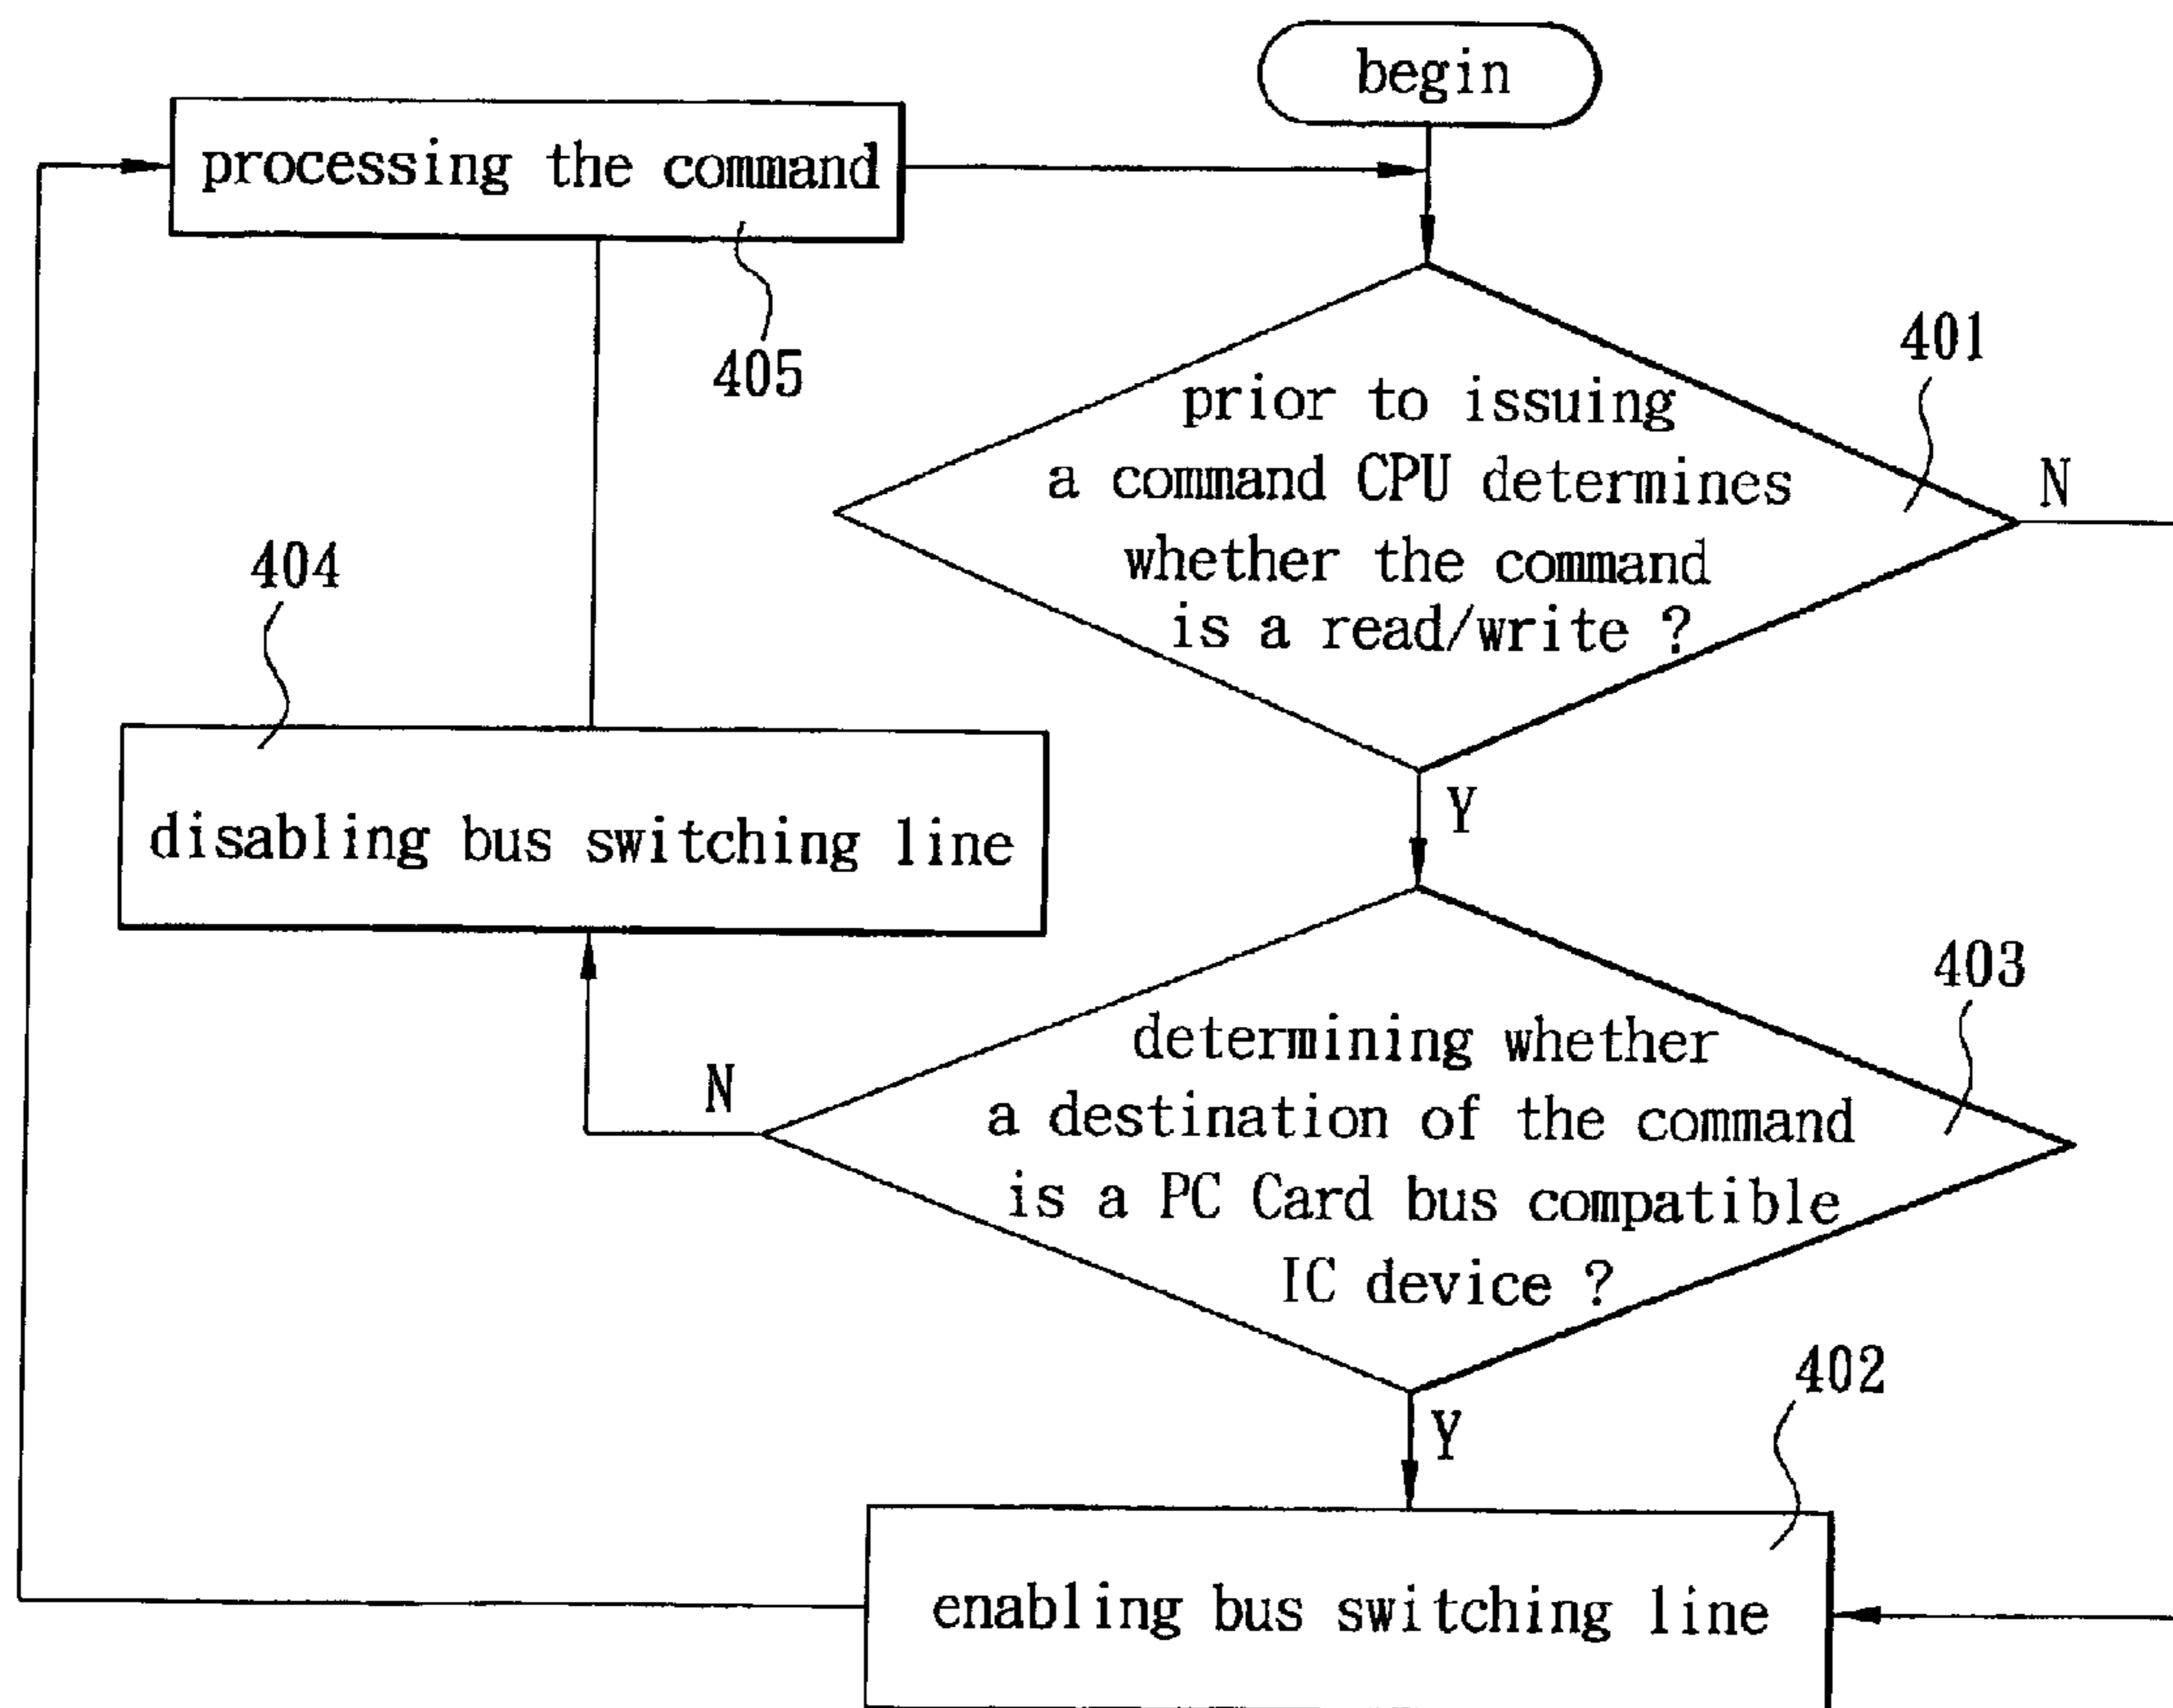 begin
processing the command
405
401
prior to issuing
a command CPU determines
whether the command
is a read/write ?
N
Y
404
disabling bus switching line
403
determining whether
a destination of the command
is a PC Card bus compatible
IC device ?
N
Y
402
enabling bus switching line